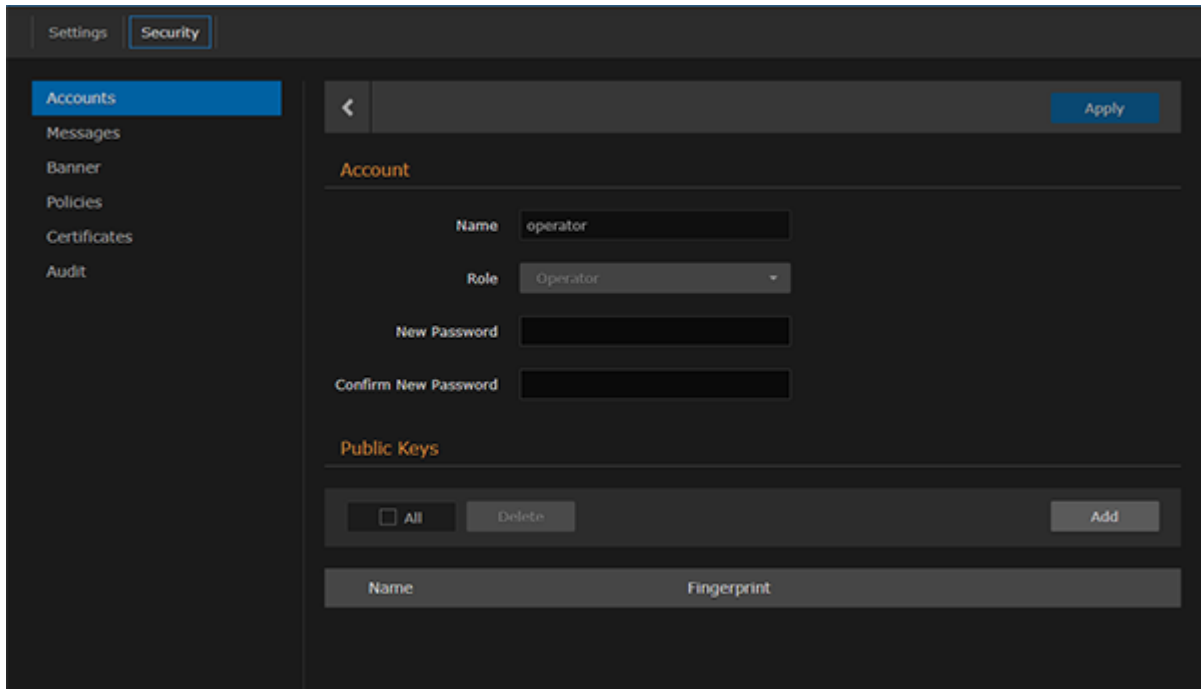 Settings
Security
Accounts
Messages
Banner
Policies
Certificates
Audit
Apply
Account
Name operator
Role Operator
New Password
Confirm New Password
Public Keys
All Delete Add
Name Fingerprint